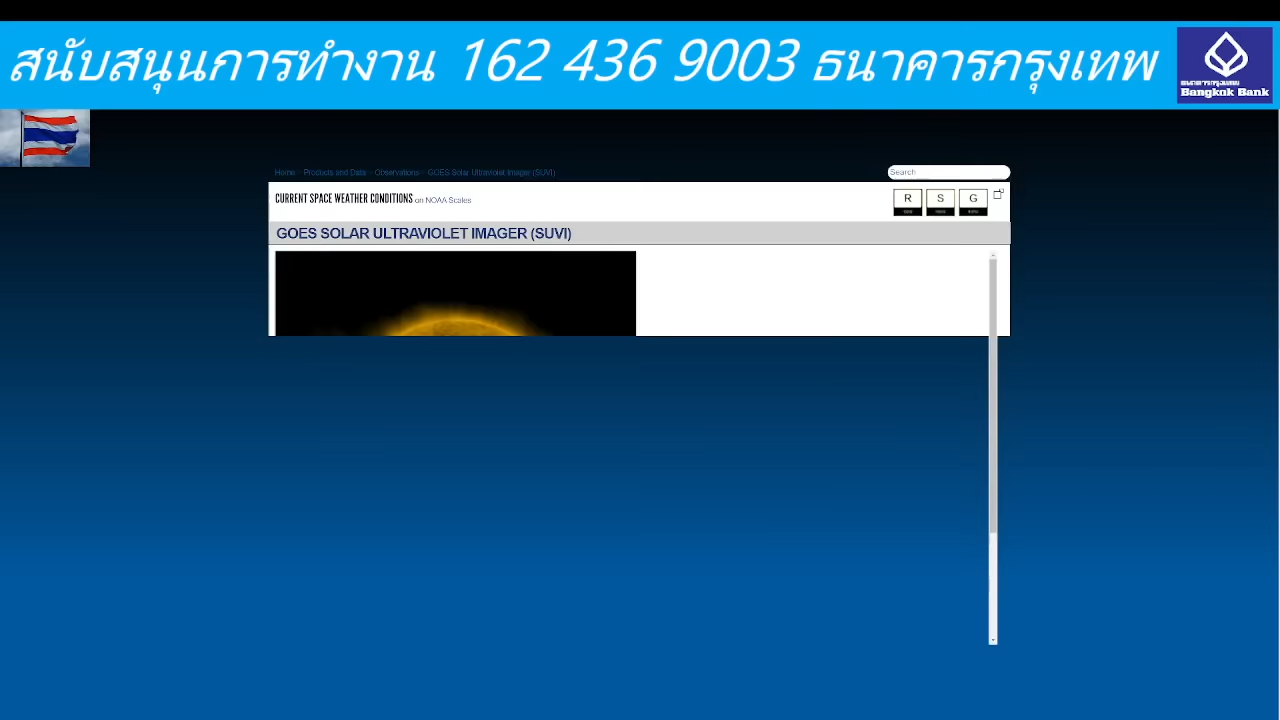 สนับสนุนการทำงาน 162 436 9003 ธนาคารกรุงเทพ
Bangkok Bank
Home Products and Data Observations GOES Solar Ultraviolet Imager (SUVI)
Search
CURRENT SPACE WEATHER CONDITIONS on NOAA Scales
R S G
GOES SOLAR ULTRAVIOLET IMAGER (SUVI)